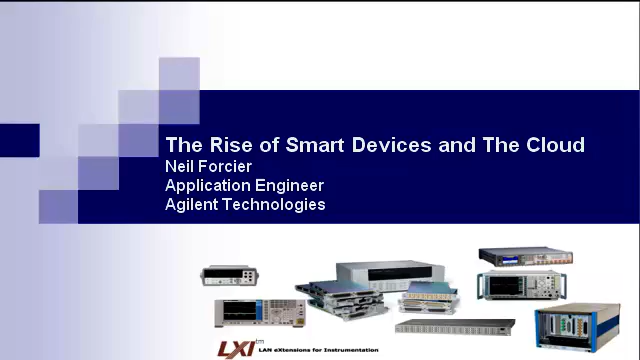 The Rise of Smart Devices and The Cloud
Neil Forcier
Application Engineer
Agilent Technologies
LXI tm LAN eXtensions for Instrumentation